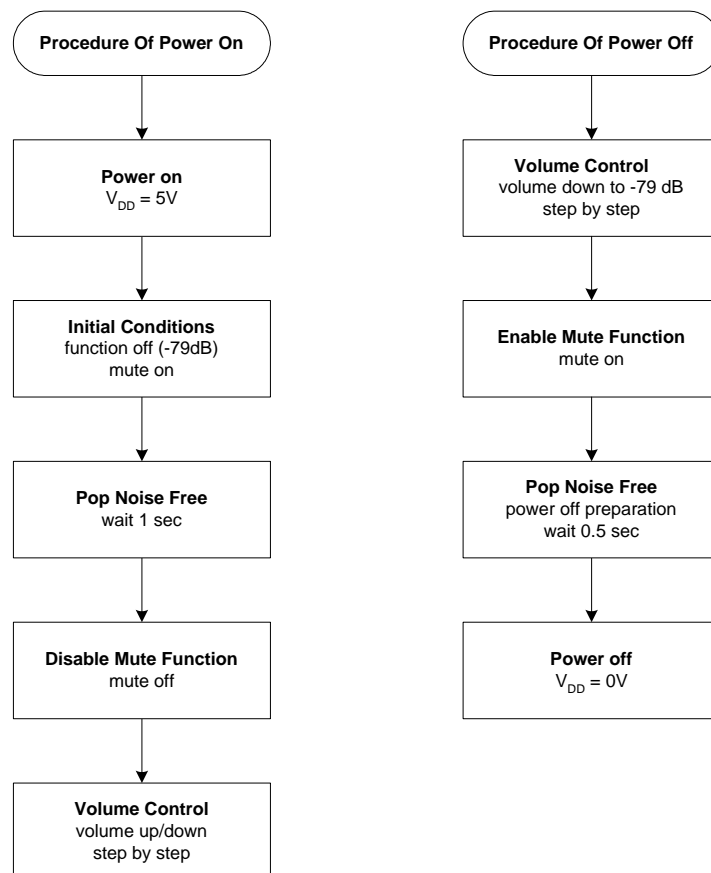 Procedure Of Power On
Power on
VDD = 5V
Initial Conditions
function off (-79dB)
mute on
Pop Noise Free
wait 1 sec
Disable Mute Function
mute off
Volume Control
volume up/down
step by step
Procedure Of Power Off
Volume Control
volume down to -79 dB
step by step
Enable Mute Function
mute on
Pop Noise Free
power off preparation
wait 0.5 sec
Power off
VDD = 0V